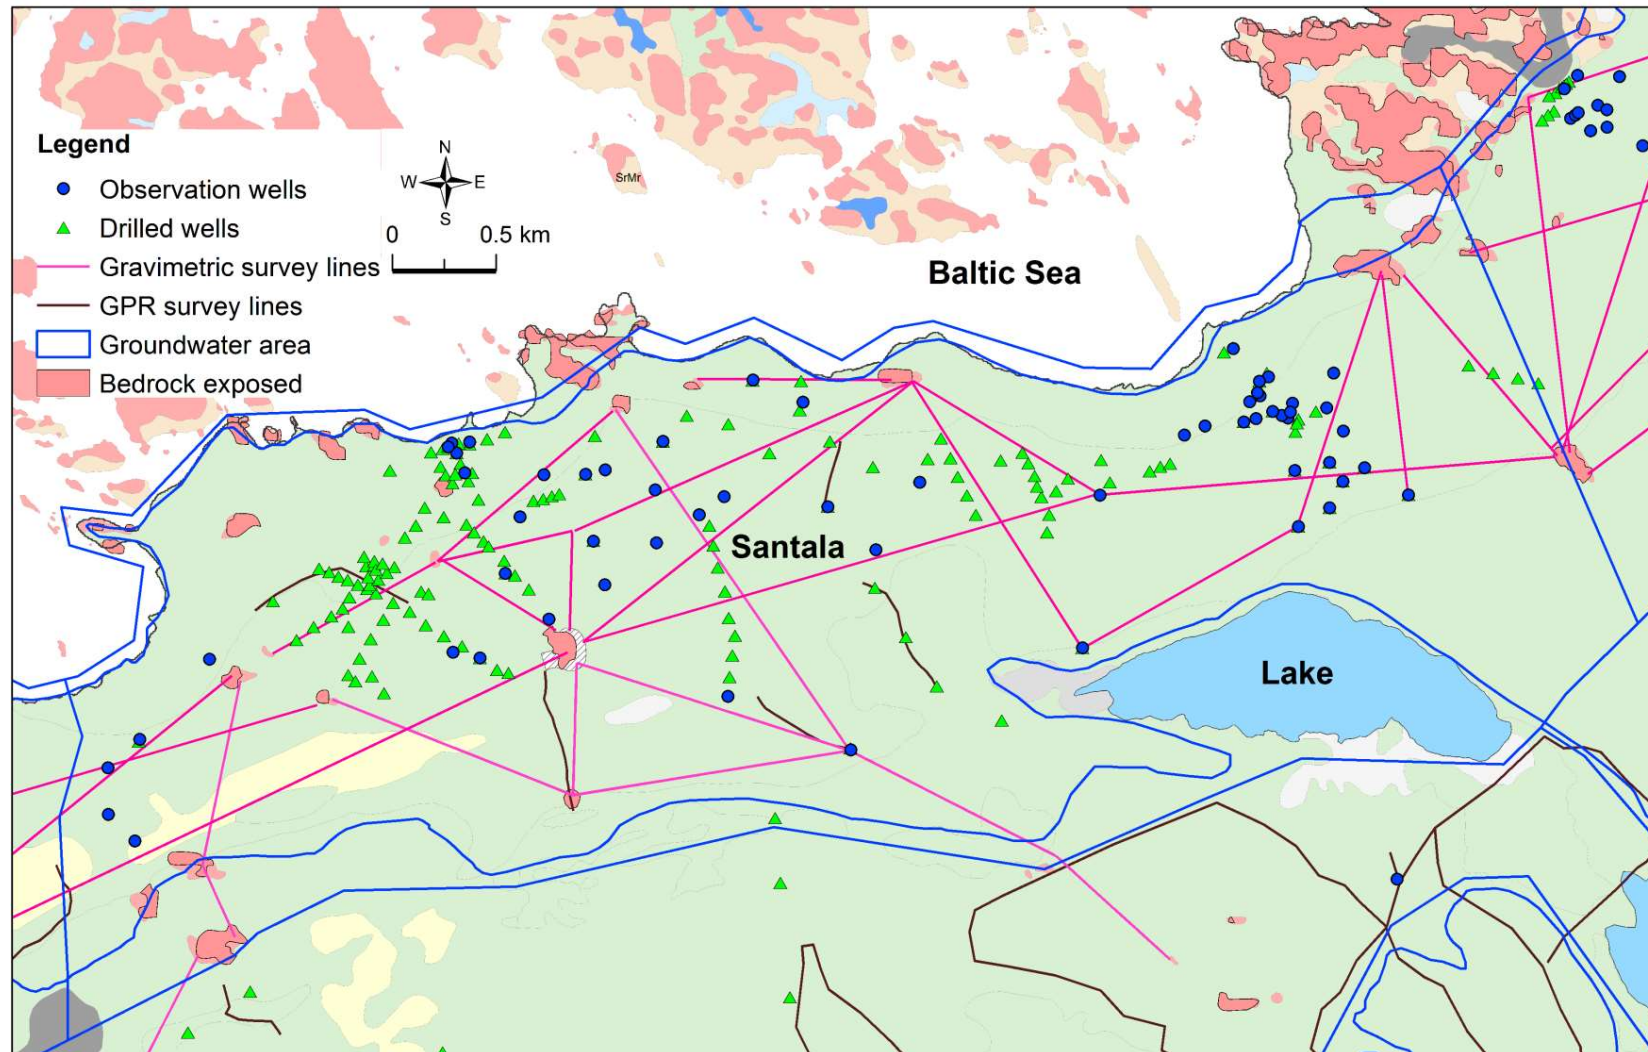 Legend
Observation wells
Drilled wells
Gravimetric survey lines
GPR survey lines
Groundwater area
Bedrock exposed
N
W E
S
0 0.5 km
SrMr
Baltic Sea
Santala
Lake